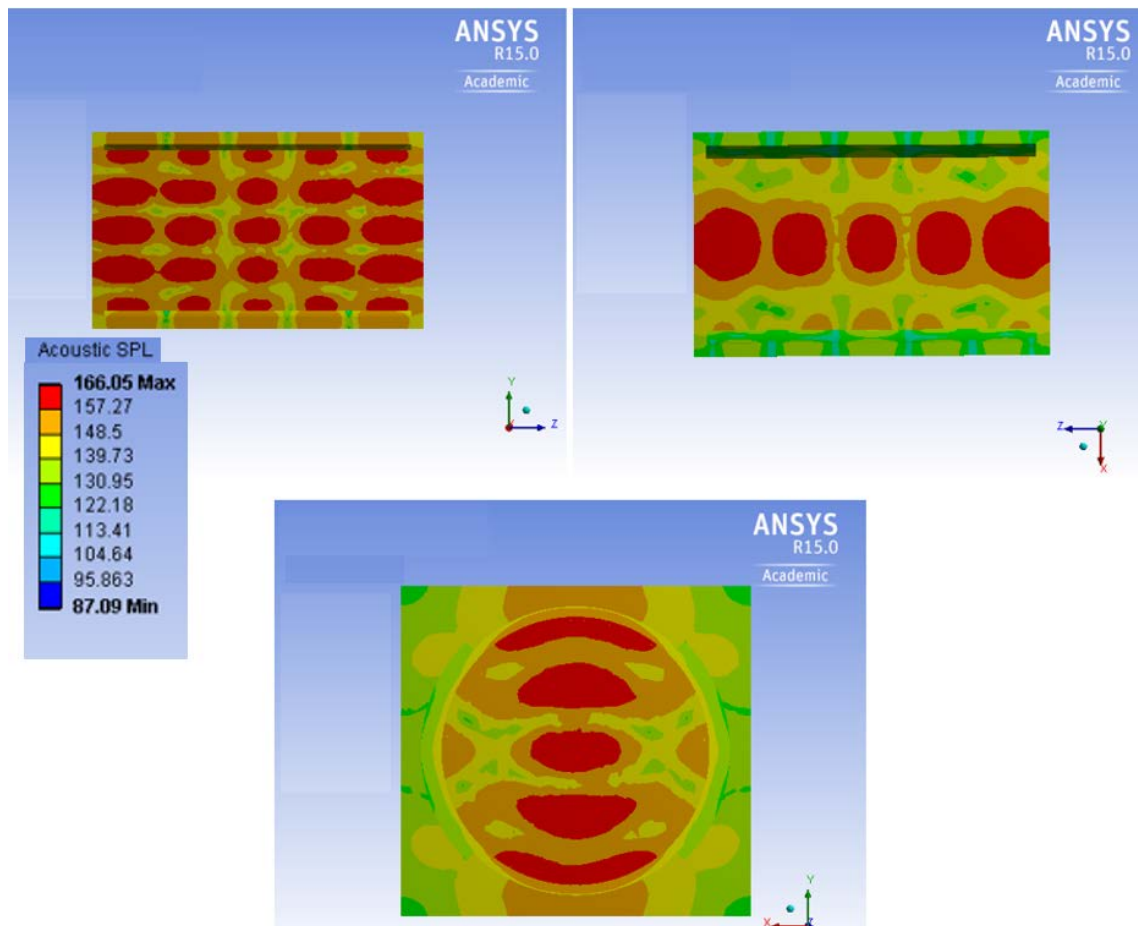 ANSYS
R15.0
Academic
ANSYS
R15.0
Academic
Acoustic SPL
166.05 Max
157.27
148.5
139.73
130.95
122.18
113.41
104.64
95.863
87.09 Min
Y
Z
Z
Y
X
ANSYS
R15.0
Academic
Y
X